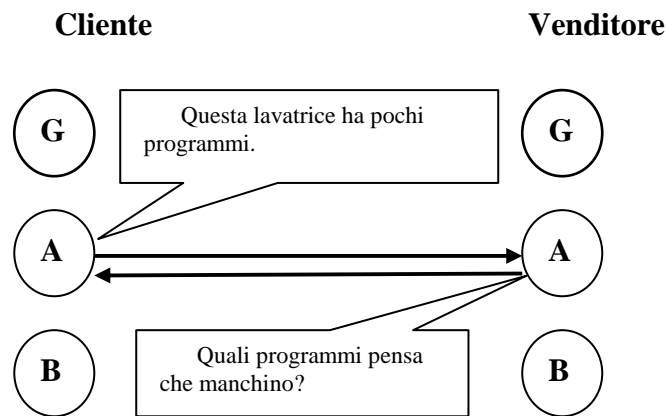 Cliente Venditore
G G
Questa lavatrice ha pochi
programmi.
A A
Quali programmi pensa
che manchino?
B B